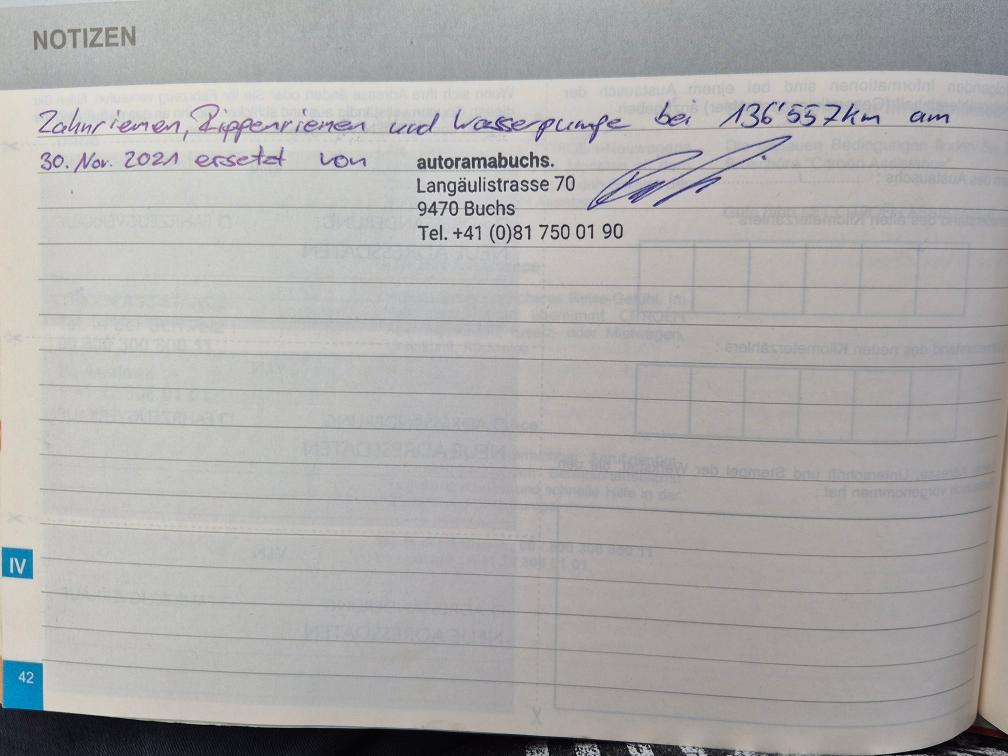 NOTIZEN
Zahnriemen, Rippenriemen und Wasserpumpe bei 136'557km am
30. Nov. 2021 ersetzt von
autoramabuchs.
Langäulistrasse 70
9470 Buchs
Tel. +41 (0)81 750 01 90
IV
42